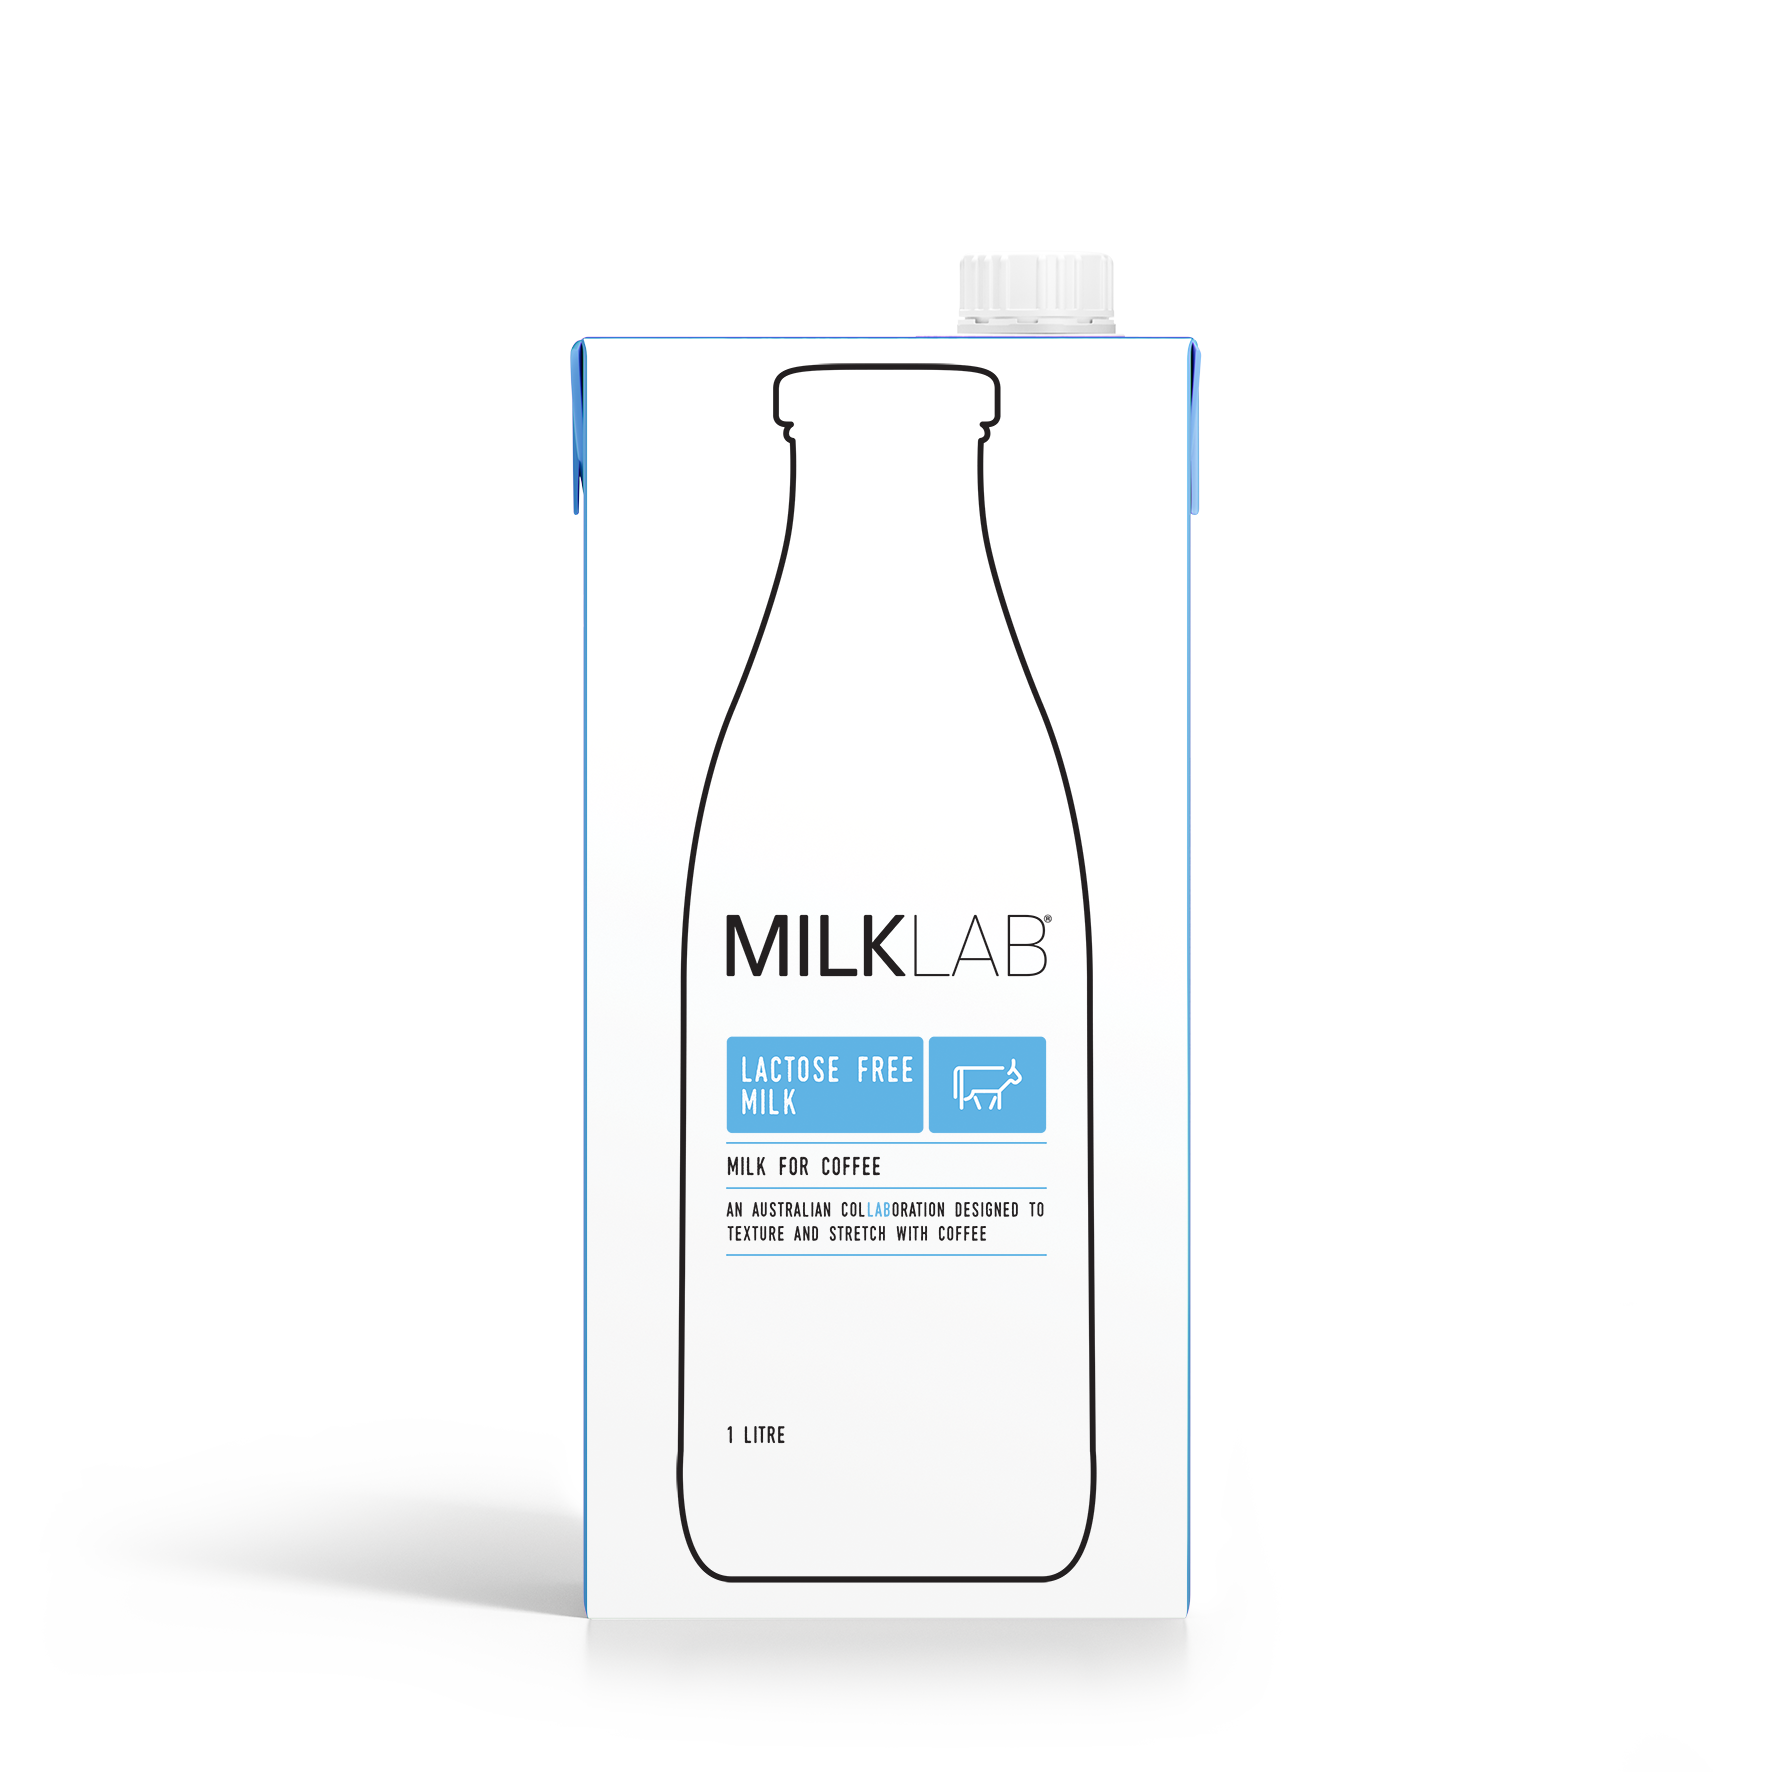 MILKLAB®
LACTOSE FREE
MILK
MILK FOR COFFEE
AN AUSTRALIAN COLLABORATION DESIGNED TO
TEXTURE AND STRETCH WITH COFFEE
1 LITRE